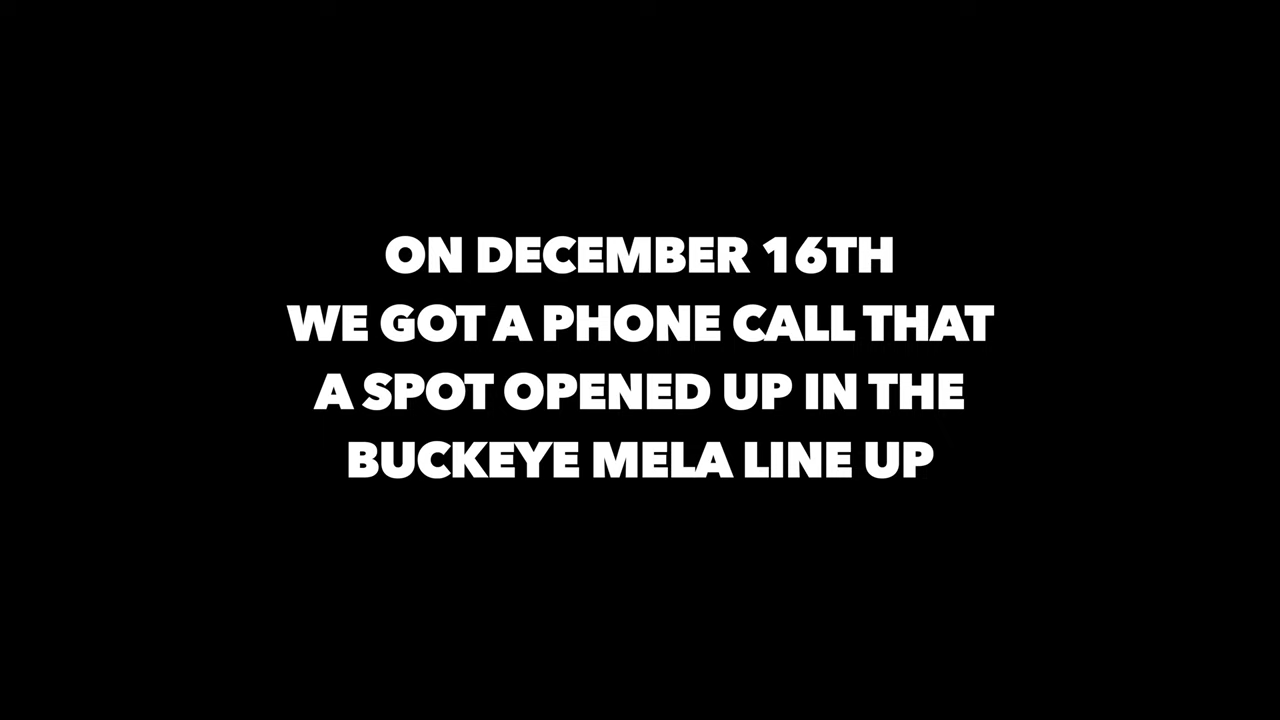 ON DECEMBER 16TH
WE GOT A PHONE CALL THAT
A SPOT OPENED UP IN THE
BUCKEYE MELA LINE UP